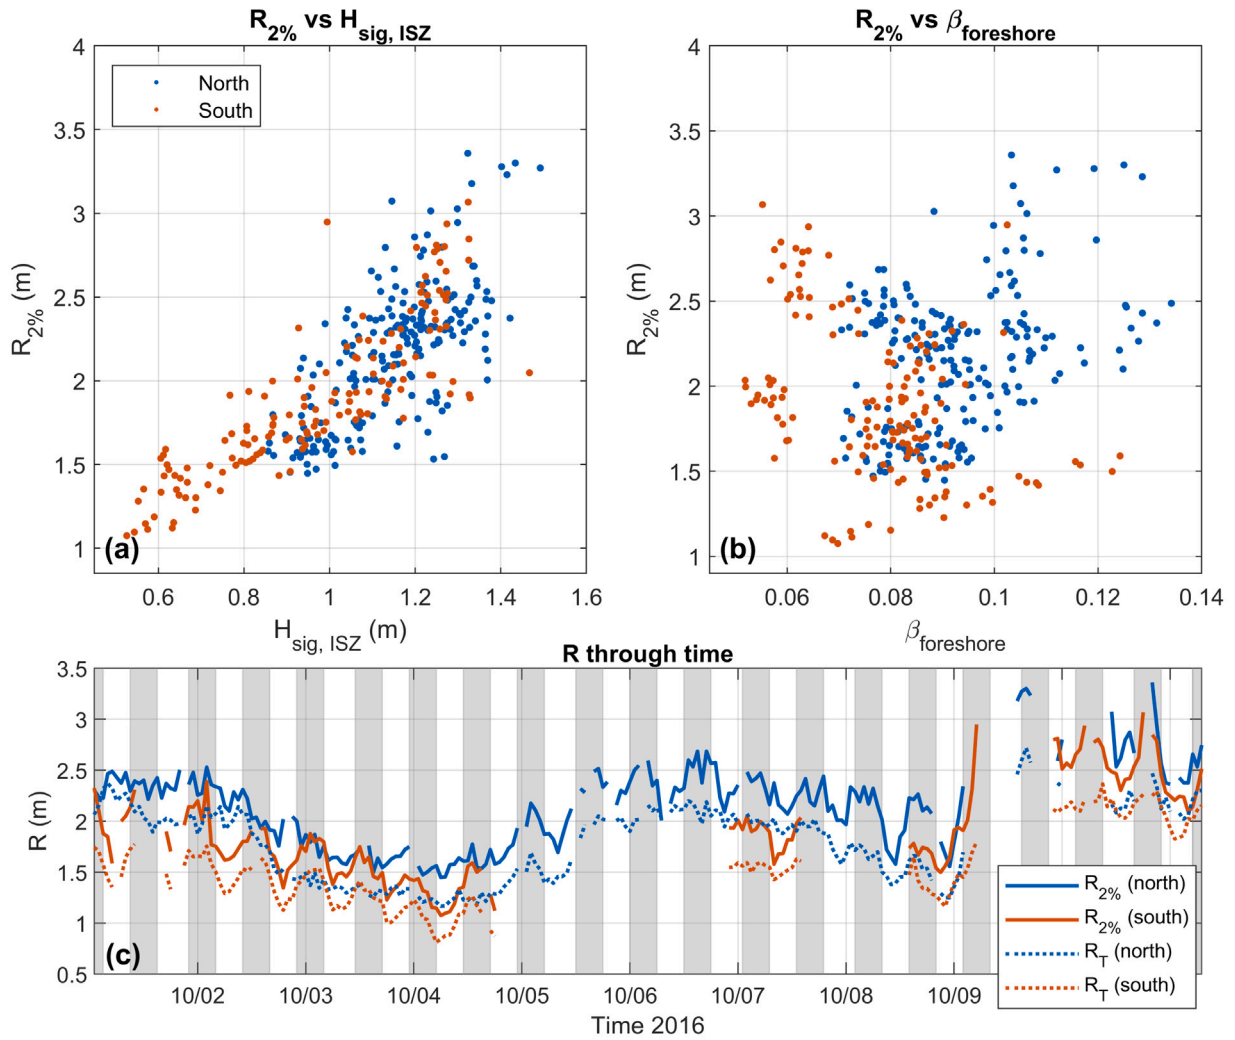 R2% vs Hsig, ISZ
4
3.5
3
2.5
2
1.5
1
R2% (m)
North
South
(a)
0.6 0.8 1 1.2 1.4 1.6
Hsig, ISZ (m)
R2% vs βforeshore
4
3.5
3
2.5
2
1.5
1
R2% (m)
(b)
0.06 0.08 0.1 0.12 0.14
βforeshore
R through time
3.5
3
2.5
2
1.5
1
0.5
R (m)
(c)
R2% (north)
R2% (south)
RT (north)
RT (south)
10/02 10/03 10/04 10/05 10/06 10/07 10/08 10/09
Time 2016